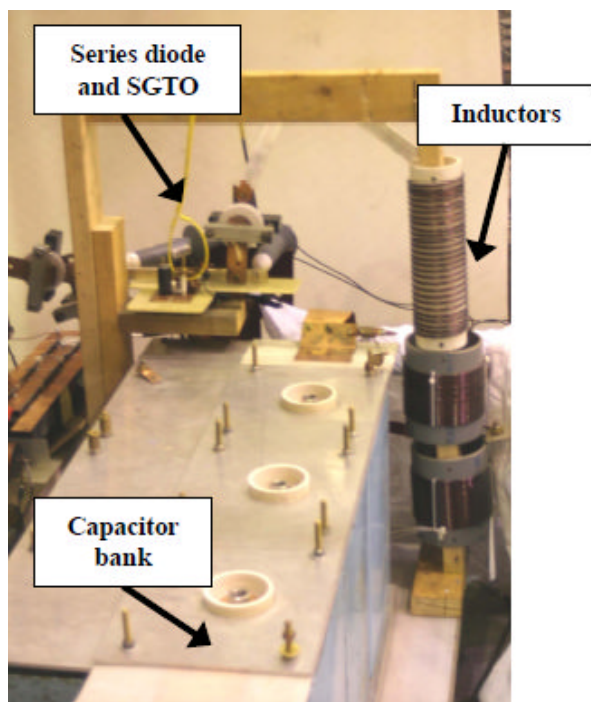 Series diode
and SGTO
Inductors
Capacitor
bank